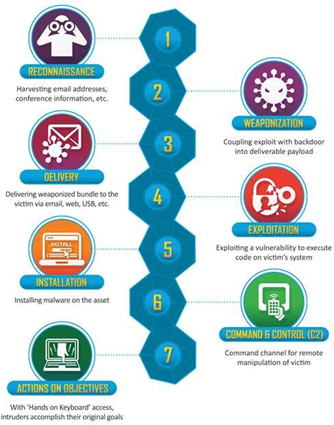 1
RECONNAISSANCE
Harvesting email addresses,
conference information, etc.
2
WEAPONIZATION
Coupling exploit with backdoor
into deliverable payload
3
DELIVERY
Delivering weaponized bundle to the
victim via email, web, USB, etc.
4
EXPLOITATION
Exploiting a vulnerability to execute
code on victim's system
5
INSTALL
INSTALLATION
Installing malware on the asset
6
COMMAND & CONTROL (C2)
Command channel for remote
manipulation of victim
7
ACTIONS ON OBJECTIVES
With 'Hands on Keyboard' access,
intruders accomplish their original goals